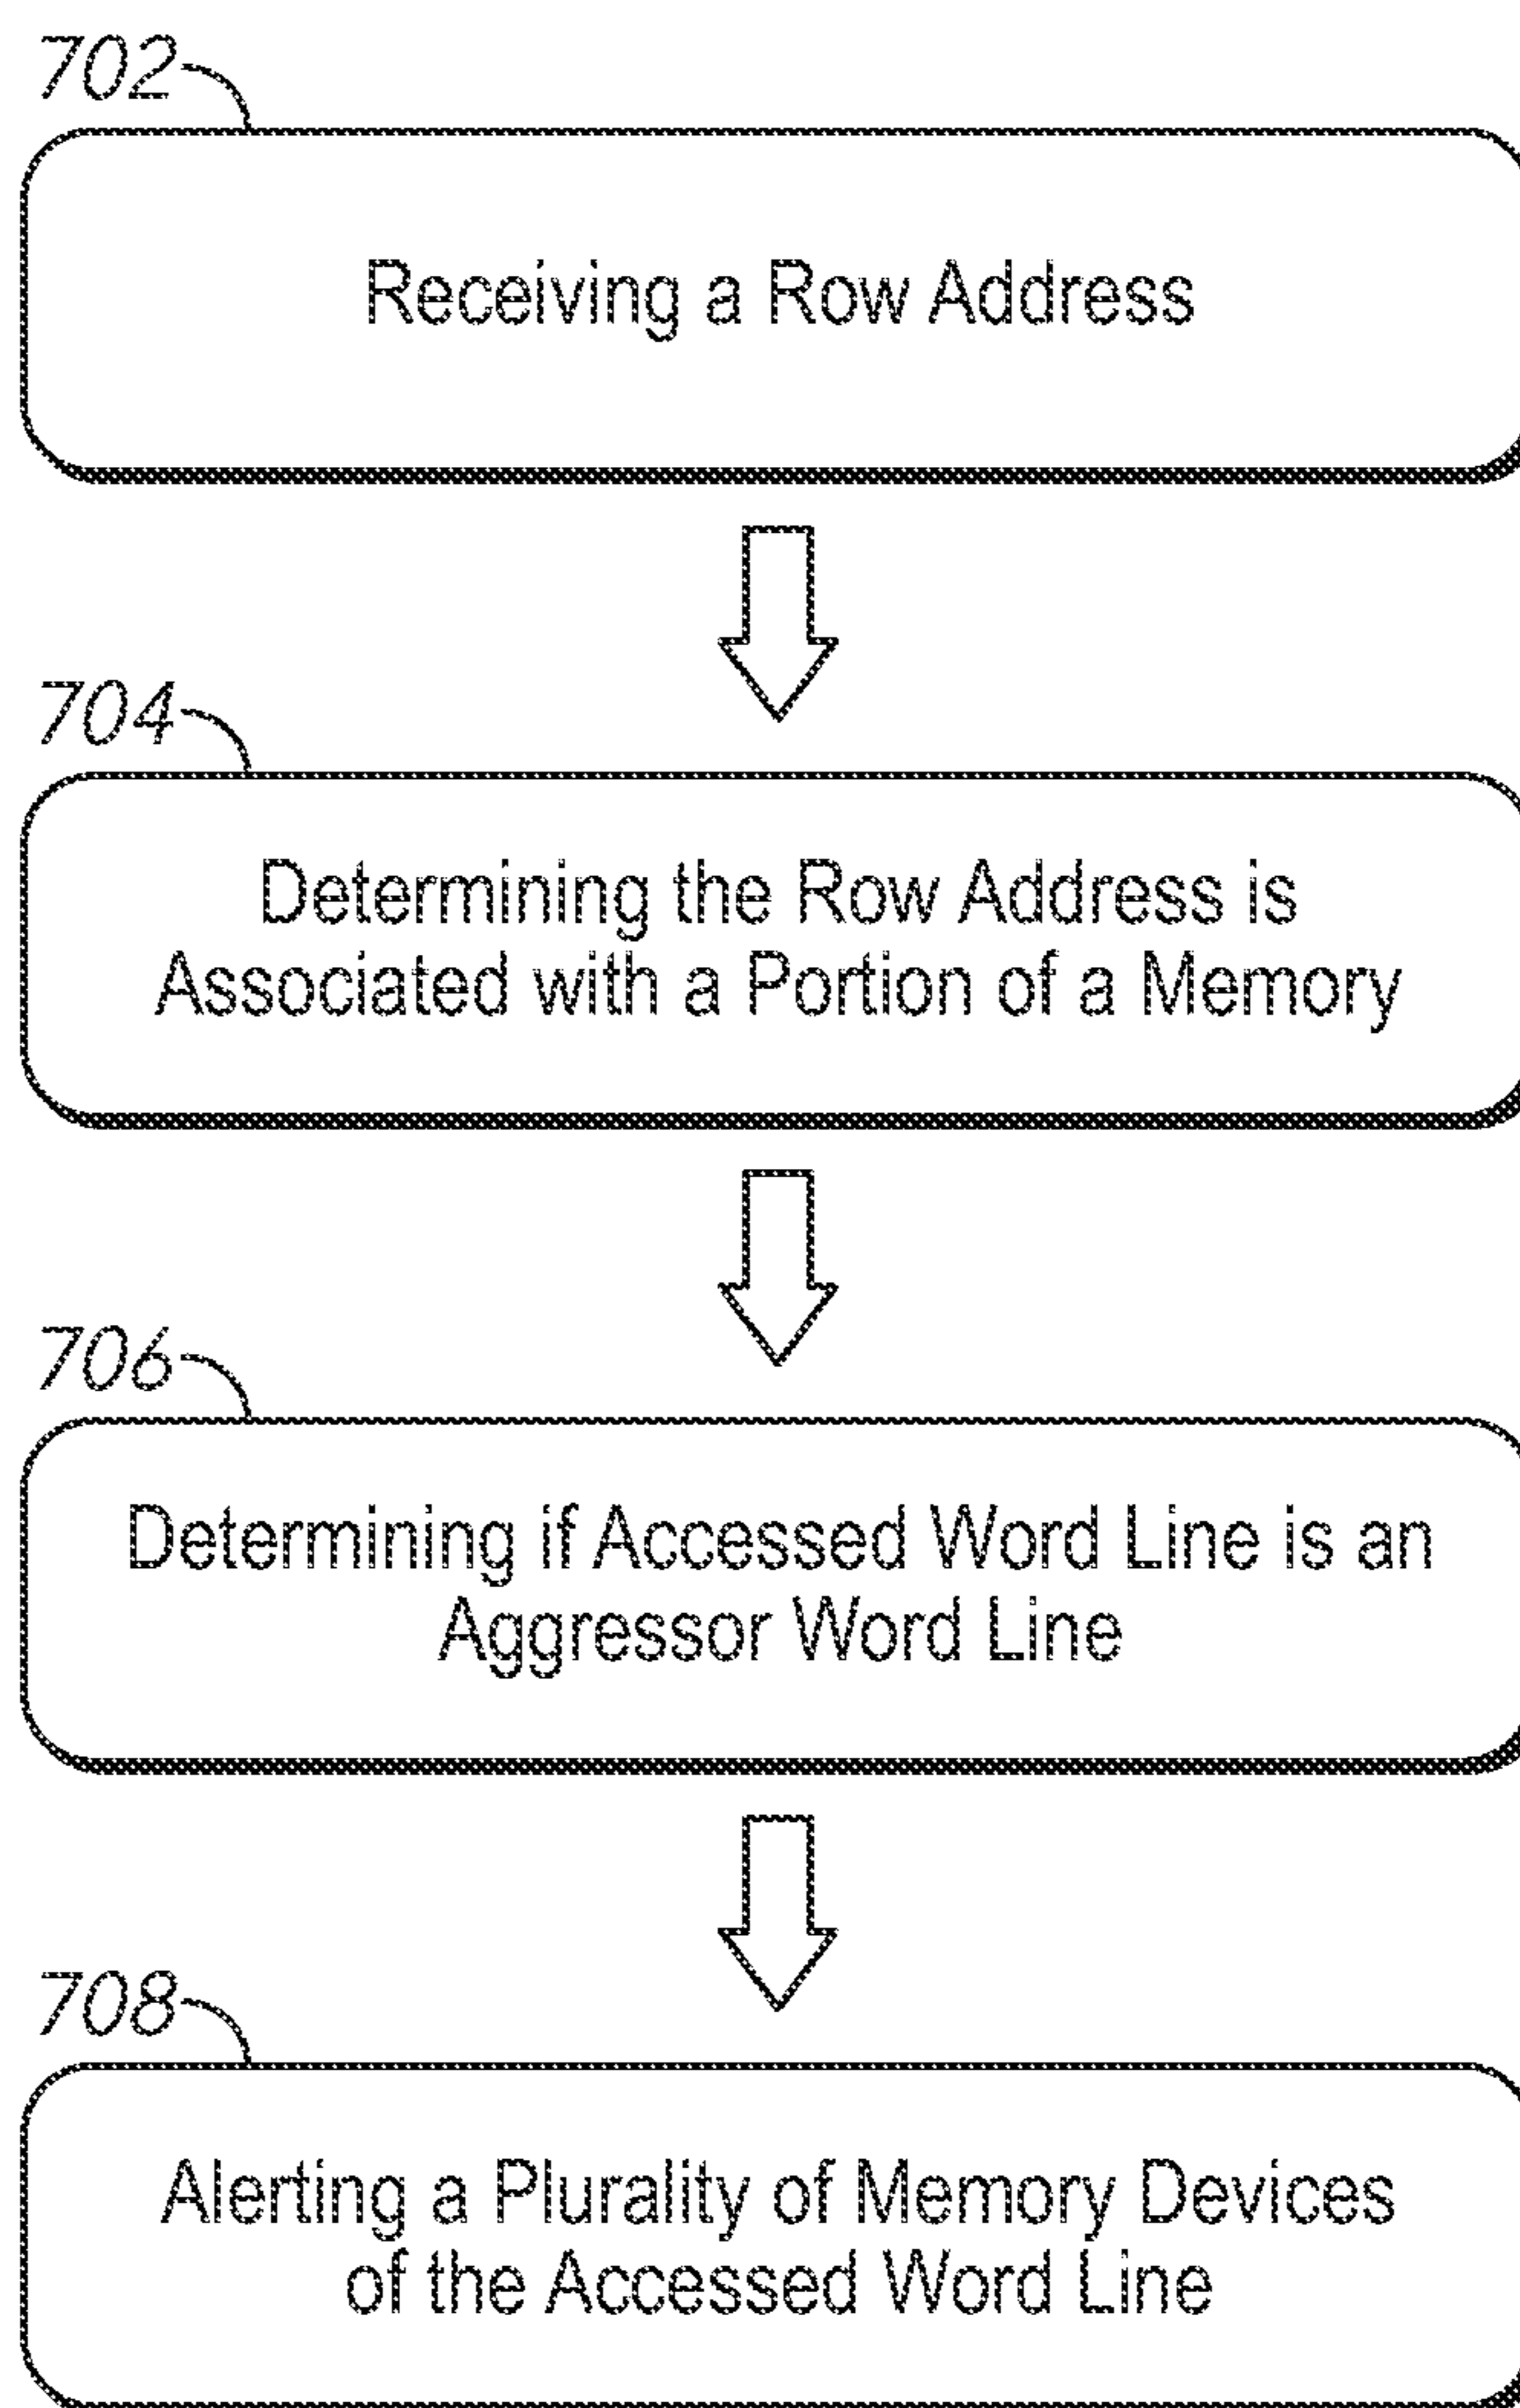 702
Receiving a Row Address
704
Determining the Row Address is
Associated with a Portion of a Memory
706
Determining if Accessed Word Line is an
Aggressor Word Line
708
Alerting a Plurality of Memory Devices
of the Accessed Word Line